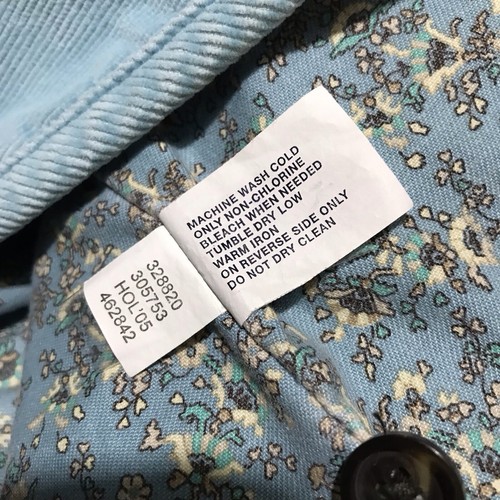 MACHINE WASH COLD
ONLY NON-CHLORINE
BLEACH WHEN NEEDED
TUMBLE DRY LOW
WARM IRON
ON REVERSE SIDE ONLY
DO NOT DRY CLEAN
328820
305753
HOL'05
462842